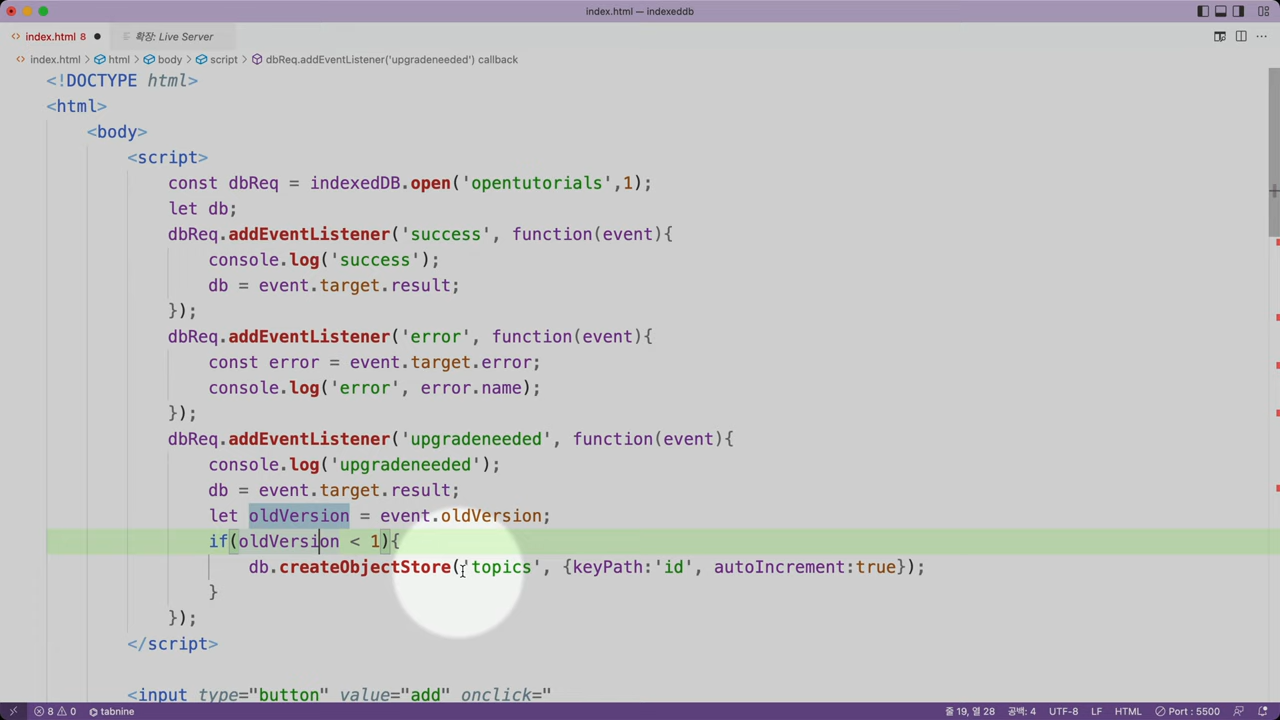 index.html — indexeddb
<> index.html 8 ● 확장: Live Server
<> index.html > html > body > script > dbReq.addEventListener('upgradeneeded') callback
<!DOCTYPE html>
<html>
<body>
<script>
const dbReq = indexedDB.open('opentutorials',1);
let db;
dbReq.addEventListener('success', function(event){
console.log('success');
db = event.target.result;
});
dbReq.addEventListener('error', function(event){
const error = event.target.error;
console.log('error', error.name);
});
dbReq.addEventListener('upgradeneeded', function(event){
console.log('upgradeneeded');
db = event.target.result;
let oldVersion = event.oldVersion;
if(oldVersion < 1){
db.createObjectStore('topics', {keyPath:'id', autoIncrement:true});
}
});
</script>
<input type="button" value="add" onclick="
8 0 tabnine 줄 19, 열 28 공백: 4 UTF-8 LF HTML Port : 5500